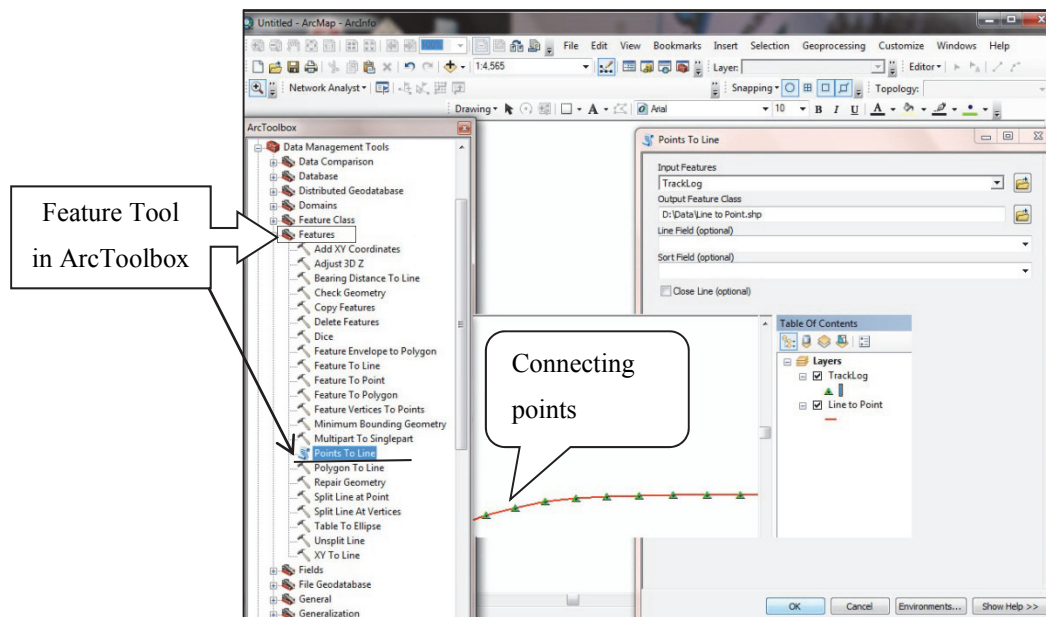 Untitled - ArcMap - ArcInfo
100%
File Edit View Bookmarks Insert Selection Geoprocessing Customize Windows Help
1:4,565
Layer:
Editor
Network Analyst
Snapping
Topology:
Drawing
A
Arial
10
B I U A
ArcToolbox
Data Management Tools
Data Comparison
Database
Distributed Geodatabase
Domains
Feature Class
Features
Add XY Coordinates
Adjust 3D Z
Bearing Distance To Line
Check Geometry
Copy Features
Delete Features
Dice
Feature Envelope to Polygon
Feature To Line
Feature To Point
Feature To Polygon
Feature Vertices To Points
Minimum Bounding Geometry
Multipart To Singlepart
Points To Line
Polygon To Line
Repair Geometry
Split Line at Point
Split Line At Vertices
Table To Ellipse
Unsplit Line
XY To Line
Fields
File Geodatabase
General
Generalization
Feature Tool
in ArcToolbox
Points To Line
Input Features
TrackLog
Output Feature Class
D:\Data\Line to Point.shp
Line Field (optional)
Sort Field (optional)
Close Line (optional)
Connecting
points
Table Of Contents
Layers
TrackLog
Line to Point
OK Cancel Environments... Show Help >>